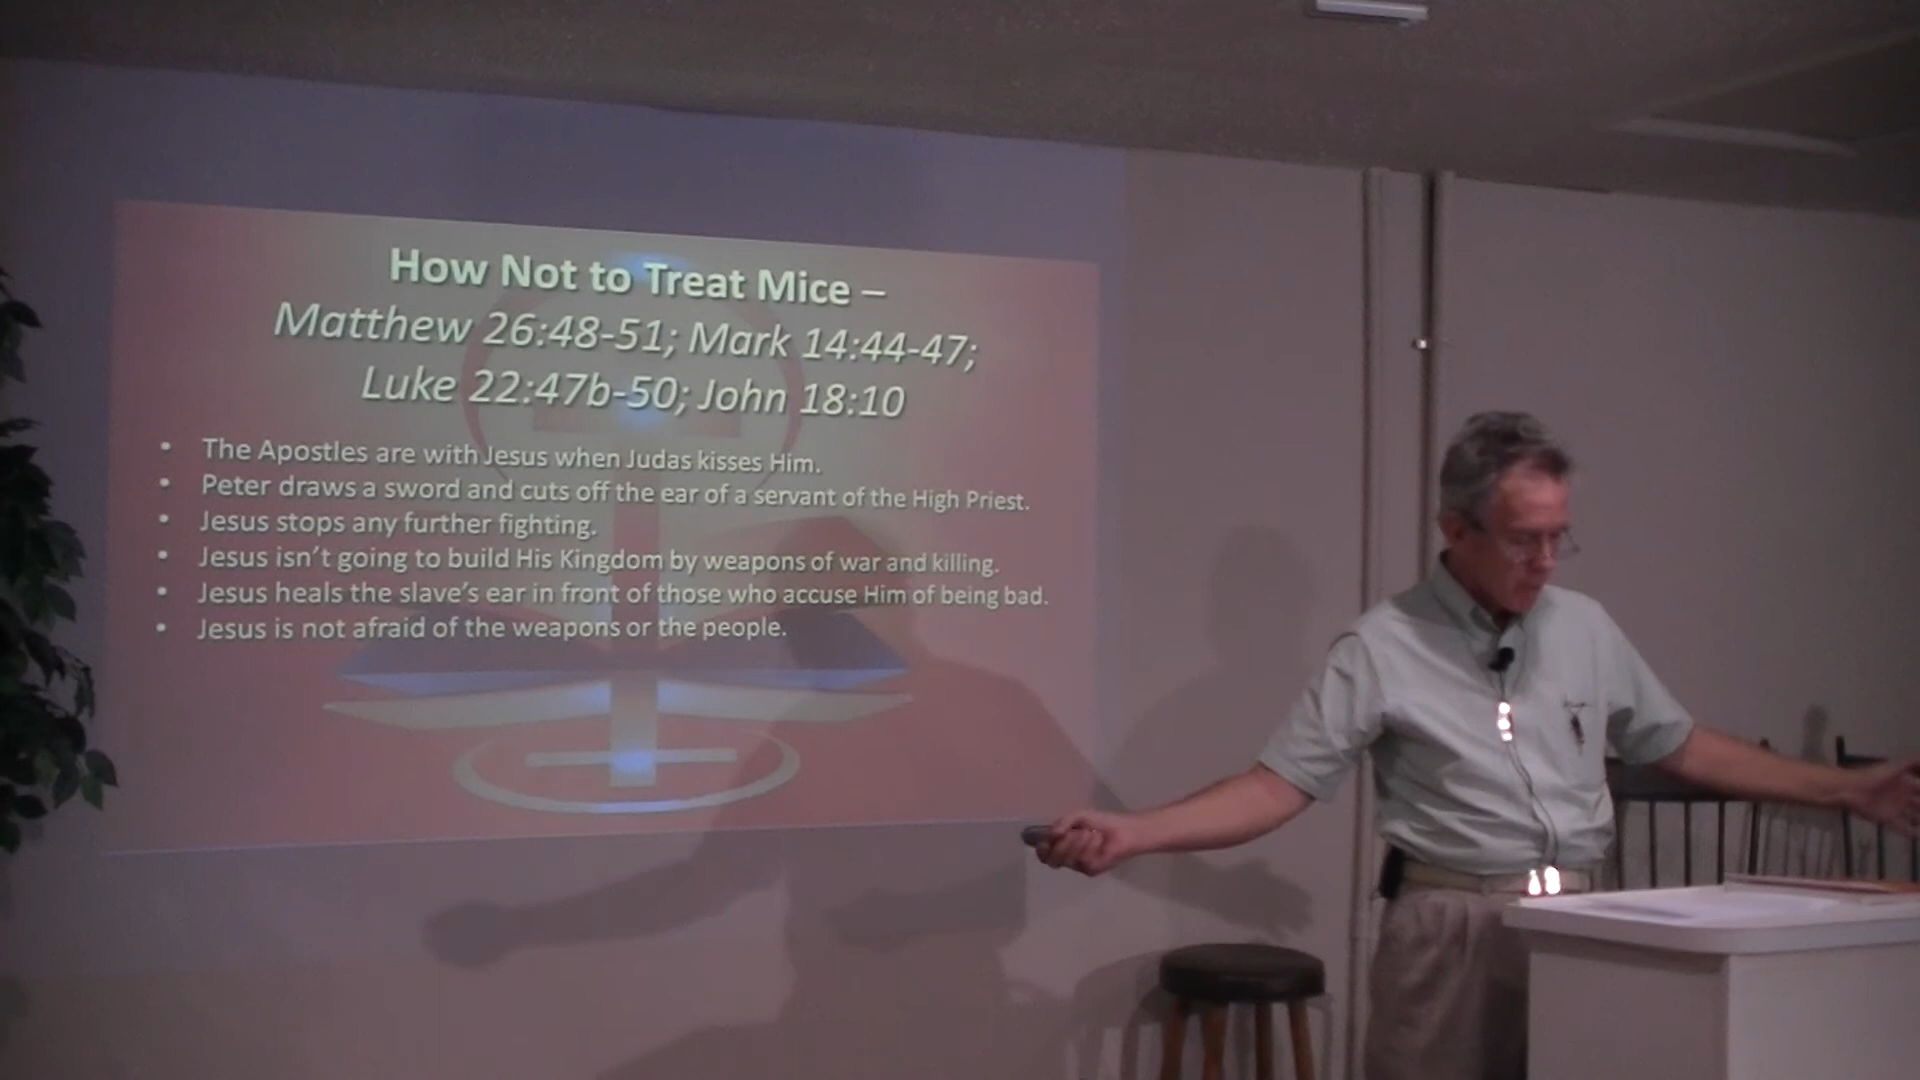 How Not to Treat Mice –
Matthew 26:48-51; Mark 14:44-47;
Luke 22:47b-50; John 18:10
• The Apostles are with Jesus when Judas kisses Him.
• Peter draws a sword and cuts off the ear of a servant of the High Priest.
• Jesus stops any further fighting.
• Jesus isn't going to build His Kingdom by weapons of war and killing.
• Jesus heals the slave's ear in front of those who accuse Him of being bad.
• Jesus is not afraid of the weapons or the people.